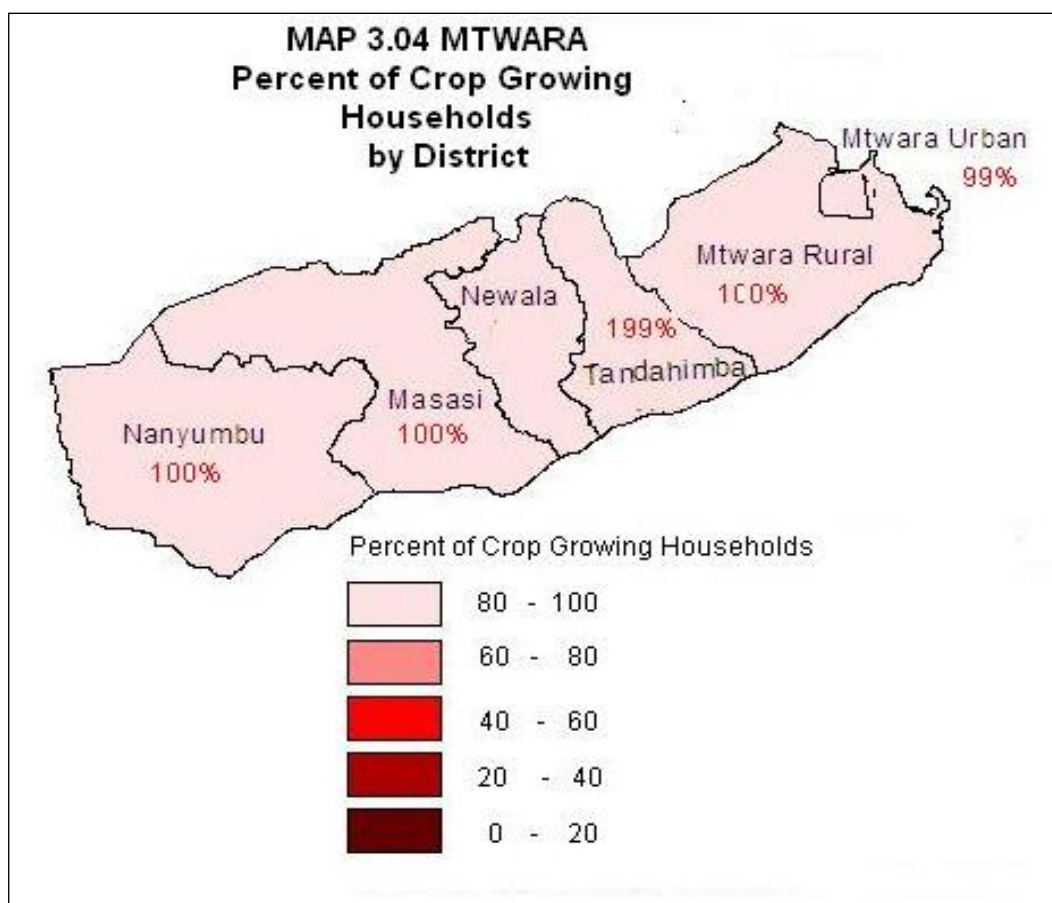 MAP 3.04 MTWARA
Percent of Crop Growing
Households
by District
Mtwara Urban
99%
Mtwara Rural
100%
Newala
199%
Tandahimba
Masasi
100%
Nanyumbu
100%
Percent of Crop Growing Households
80 - 100
60 - 80
40 - 60
20 - 40
0 - 20